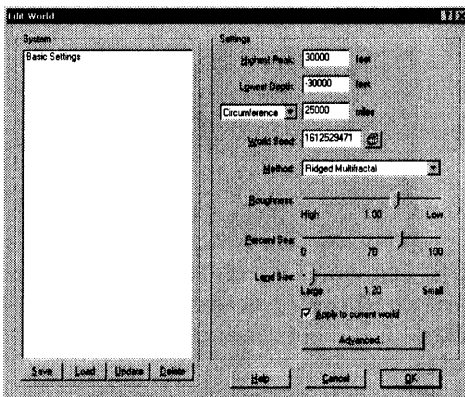 Edit World
System
Basic Settings
Save Load Update Delete
Settings
Highest Peak: 30000 feet
Lowest Depth: -30000 feet
Circumference 25000 miles
World Seed: 1612529471
Method: Ridged Multifractal
Roughness:
High 1.00 Low
Percent Sea:
0 70 100
Land Size:
Large 1.20 Small
Apply to current world
Advanced...
Help Cancel OK